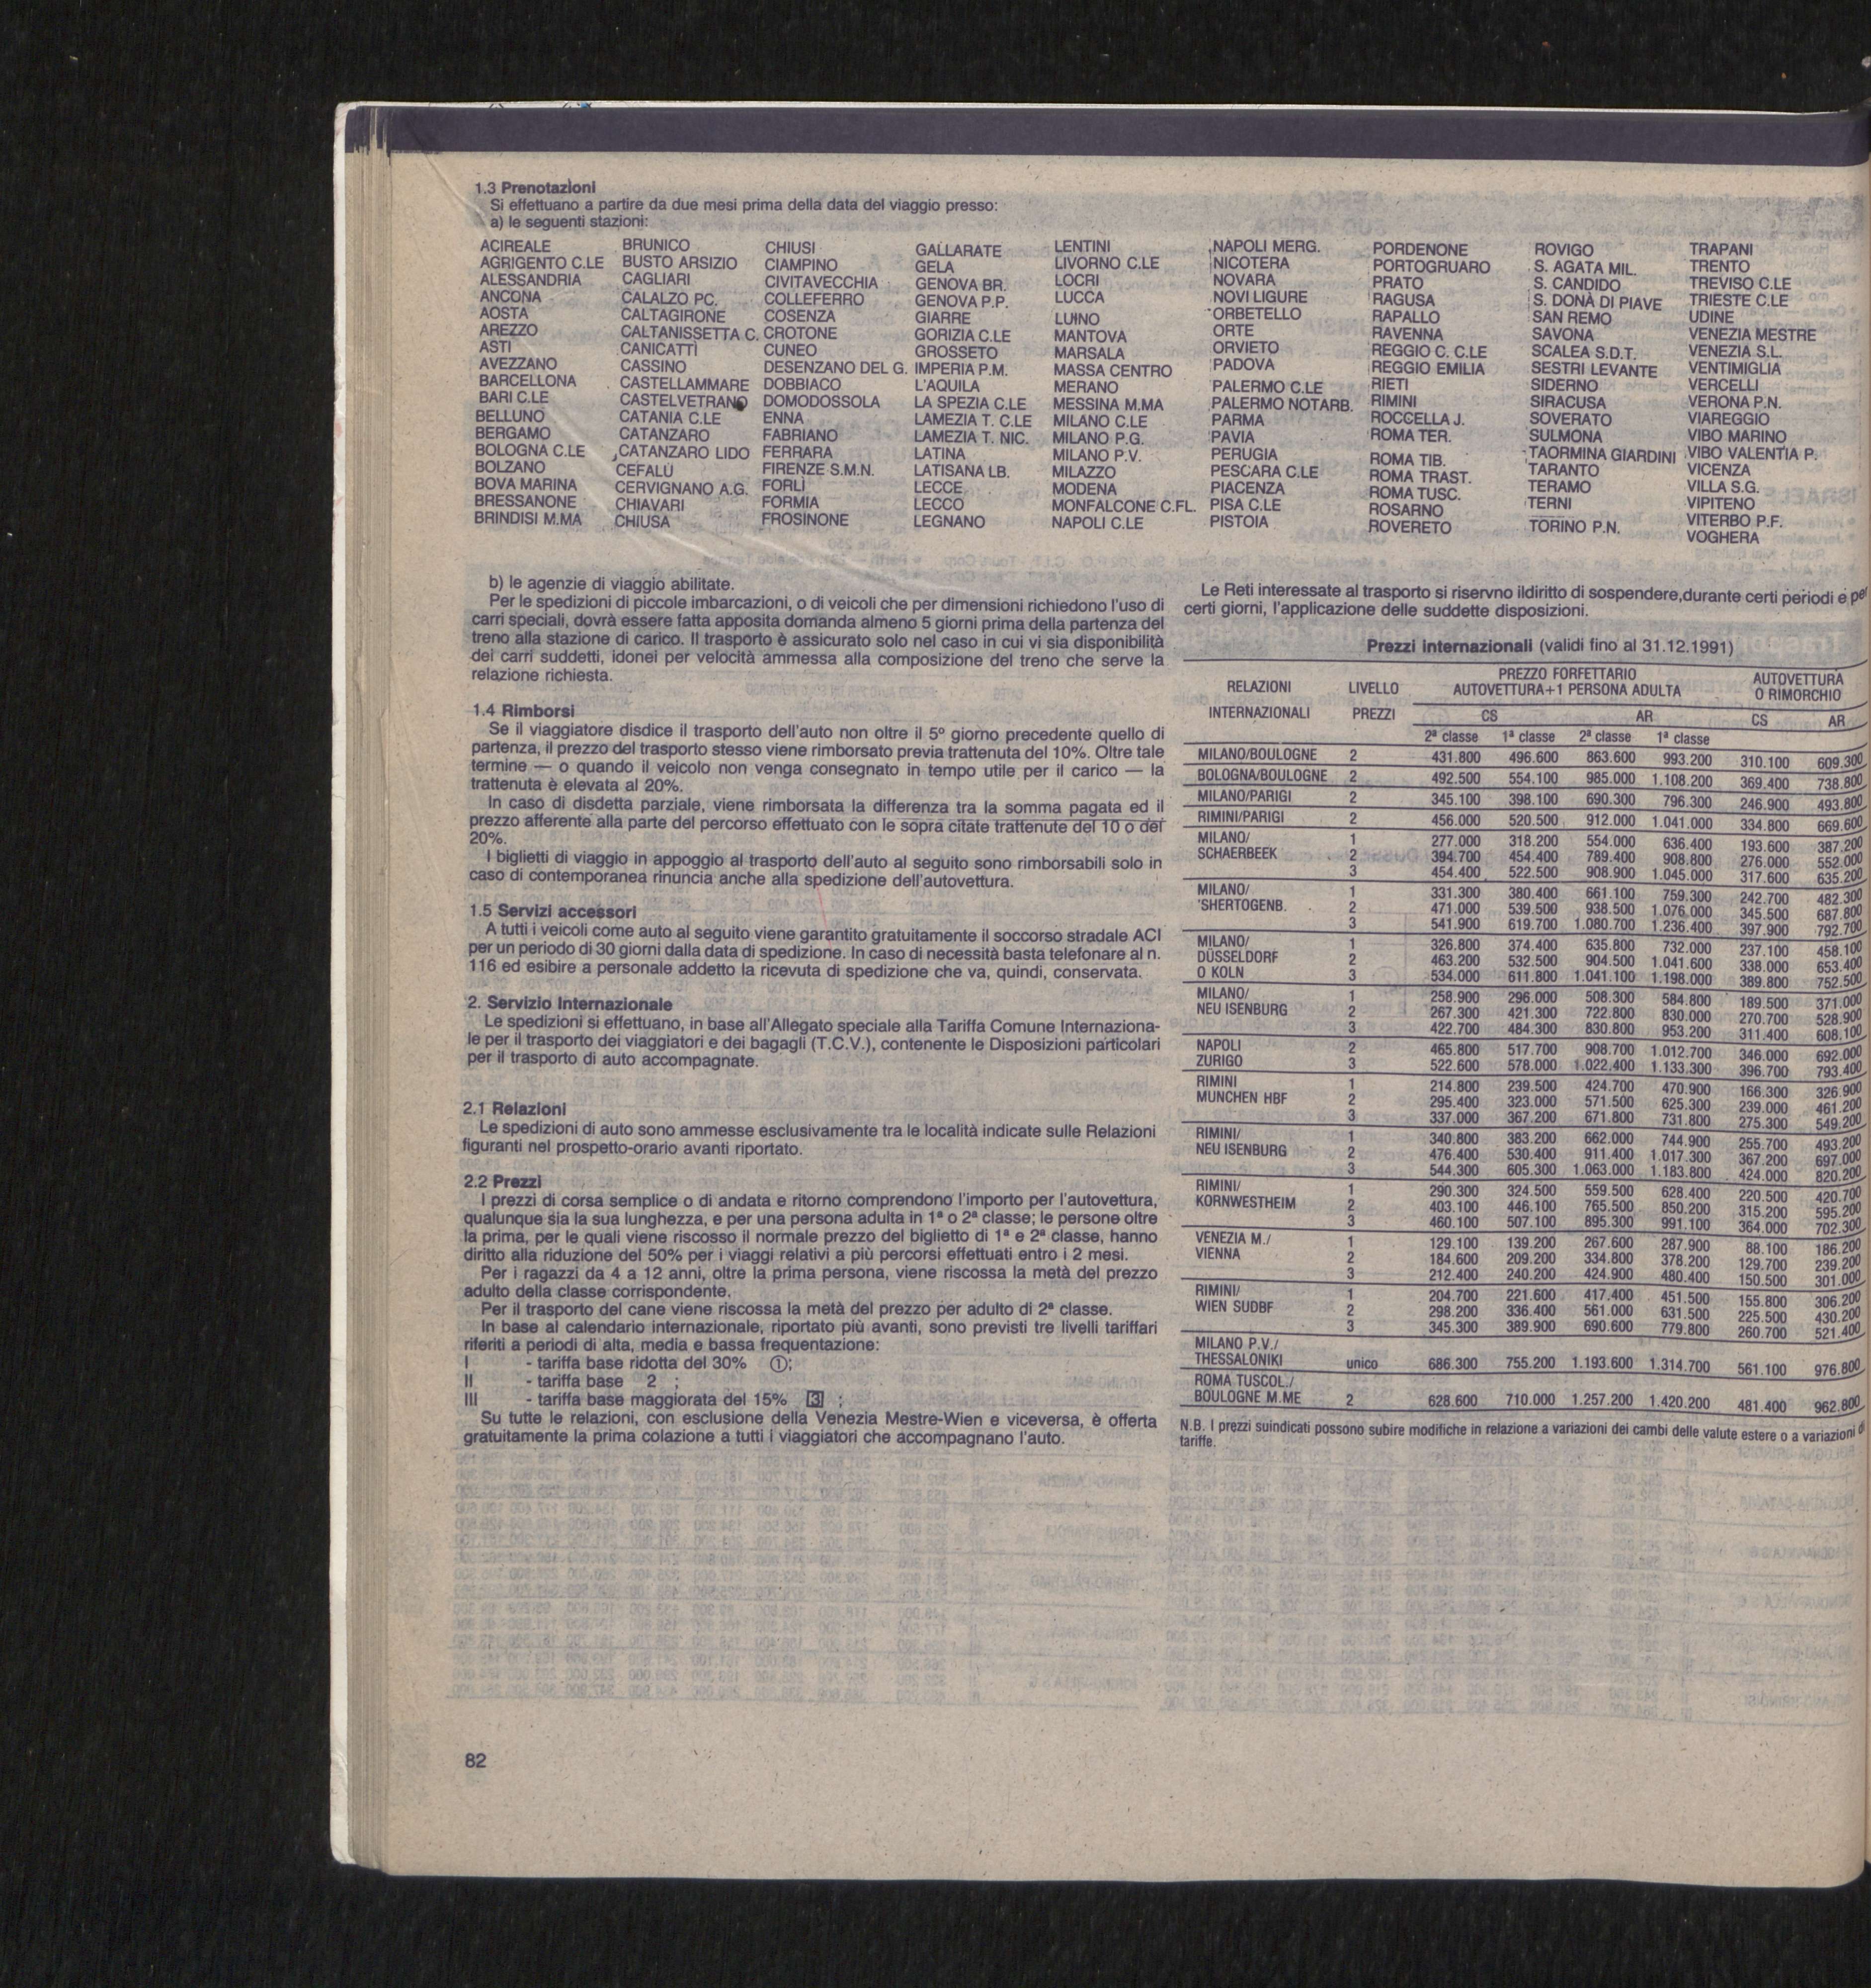 1.3 Prenotazioni
Si effettuano a partire da due mesi prima della data del viaggio presso:
a) le seguenti stazioni:
ACIREALE
AGRIGENTO C.LE
ALESSANDRIA
ANCONA
AOSTA
AREZZO
ASTI
AVEZZANO
BARCELLONA
BARI C.LE
BELLUNO
BERGAMO
BOLOGNA C.LE
BOLZANO
BOVA MARINA
BRESSANONE
BRINDISI M.MA
BRUNICO
BUSTO ARSIZIO
CAGLIARI
CALALZO PC.
CALTAGIRONE
CALTANISSETTA C.
CANICATTÌ
CASSINO
CASTELLAMMARE
CASTELVETRANO
CATANIA C.LE
CATANZARO
CATANZARO LIDO
CEFALÙ
CERVIGNANO A.G.
CHIAVARI
CHIUSA
CHIUSI
CIAMPINO
CIVITAVECCHIA
COLLEFERRO
COSENZA
CROTONE
CUNEO
DESENZANO DEL G.
DOBBIACO
DOMODOSSOLA
ENNA
FABRIANO
FERRARA
FIRENZE S.M.N.
FORLÌ
FORMIA
FROSINONE
GALLARATE
GELA
GENOVA BR.
GENOVA P.P.
GIARRE
GORIZIA C.LE
GROSSETO
IMPERIA P.M.
L'AQUILA
LA SPEZIA C.LE
LAMEZIA T. C.LE
LAMEZIA T. NIC.
LATINA
LATISANA LB.
LECCE
LECCO
LEGNANO
LENTINI
LIVORNO C.LE
LOCRI
LUCCA
LUINO
MANTOVA
MARSALA
MASSA CENTRO
MERANO
MESSINA M.MA
MILANO C.LE
MILANO P.G.
MILANO P.V.
MILAZZO
MODENA
MONFALCONE C.FL.
NAPOLI C.LE
NAPOLI MERG.
NICOTERA
NOVARA
NOVI LIGURE
ORBETELLO
ORTE
ORVIETO
PADOVA
PALERMO C.LE
PALERMO NOTARB.
PARMA
PAVIA
PERUGIA
PESCARA C.LE
PIACENZA
PISA C.LE
PISTOIA
PORDENONE
PORTOGRUARO
PRATO
RAGUSA
RAPALLO
RAVENNA
REGGIO C. C.LE
REGGIO EMILIA
RIETI
RIMINI
ROCCELLA J.
ROMA TER.
ROMA TIB.
ROMA TRAST.
ROMA TUSC.
ROSARNO
ROVERETO
ROVIGO
S. AGATA MIL.
S. CANDIDO
S. DONÀ DI PIAVE
SAN REMO
SAVONA
SCALEA S.D.T.
SESTRI LEVANTE
SIDERNO
SIRACUSA
SOVERATO
SULMONA
TAORMINA GIARDINI
TARANTO
TERAMO
TERNI
TORINO P.N.
TRAPANI
TRENTO
TREVISO C.LE
TRIESTE C.LE
UDINE
VENEZIA MESTRE
VENEZIA S.L.
VENTIMIGLIA
VERCELLI
VERONA P.N.
VIAREGGIO
VIBO MARINO
VIBO VALENTIA P.
VICENZA
VILLA S.G.
VIPITENO
VITERBO P.F.
VOGHERA
b) le agenzie di viaggio abilitate.
Per le spedizioni di piccole imbarcazioni, o di veicoli che per dimensioni richiedono l'uso di
carri speciali, dovrà essere fatta apposita domanda almeno 5 giorni prima della partenza del
treno alla stazione di carico. Il trasporto è assicurato solo nel caso in cui vi sia disponibilità
dei carri suddetti, idonei per velocità ammessa alla composizione del treno che serve la
relazione richiesta.
1.4 Rimborsi
Se il viaggiatore disdice il trasporto dell'auto non oltre il 5º giorno precedente quello di
partenza, il prezzo del trasporto stesso viene rimborsato previa trattenuta del 10%. Oltre tale
termine — o quando il veicolo non venga consegnato in tempo utile per il carico — la
trattenuta è elevata al 20%.
In caso di disdetta parziale, viene rimborsata la differenza tra la somma pagata ed il
prezzo afferente alla parte del percorso effettuato con le sopra citate trattenute del 10 o del
20%.
I biglietti di viaggio in appoggio al trasporto dell'auto al seguito sono rimborsabili solo in
caso di contemporanea rinuncia anche alla spedizione dell'autovettura.
1.5 Servizi accessori
A tutti i veicoli come auto al seguito viene garantito gratuitamente il soccorso stradale ACI
per un periodo di 30 giorni dalla data di spedizione. In caso di necessità basta telefonare al n.
116 ed esibire a personale addetto la ricevuta di spedizione che va, quindi, conservata.
2. Servizio Internazionale
Le spedizioni si effettuano, in base all'Allegato speciale alla Tariffa Comune Internaziona-
le per il trasporto dei viaggiatori e dei bagagli (T.C.V.), contenente le Disposizioni particolari
per il trasporto di auto accompagnate.
2.1 Relazioni
Le spedizioni di auto sono ammesse esclusivamente tra le località indicate sulle Relazioni
figuranti nel prospetto-orario avanti riportato.
2.2 Prezzi
I prezzi di corsa semplice o di andata e ritorno comprendono l'importo per l'autovettura,
qualunque sia la sua lunghezza, e per una persona adulta in 1ª o 2ª classe; le persone oltre
la prima, per le quali viene riscosso il normale prezzo del biglietto di 1ª e 2ª classe, hanno
diritto alla riduzione del 50% per i viaggi relativi a più percorsi effettuati entro i 2 mesi.
Per i ragazzi da 4 a 12 anni, oltre la prima persona, viene riscossa la metà del prezzo
adulto della classe corrispondente.
Per il trasporto del cane viene riscossa la metà del prezzo per adulto di 2ª classe.
In base al calendario internazionale, riportato più avanti, sono previsti tre livelli tariffari
riferiti a periodi di alta, media e bassa frequentazione:
I - tariffa base ridotta del 30% ①;
II - tariffa base 2 ;
III - tariffa base maggiorata del 15% 3 ;
Su tutte le relazioni, con esclusione della Venezia Mestre-Wien e viceversa, è offerta
gratuitamente la prima colazione a tutti i viaggiatori che accompagnano l'auto.
Le Reti interessate al trasporto si riservno ildiritto di sospendere,durante certi periodi e per
certi giorni, l'applicazione delle suddette disposizioni.
Prezzi internazionali (validi fino al 31.12.1991)
RELAZIONI INTERNAZIONALI LIVELLO PREZZI PREZZO FORFETTARIO AUTOVETTURA+1 PERSONA ADULTA AUTOVETTURA O RIMORCHIO
CS AR CS AR
2ª classe 1ª classe 2ª classe 1ª classe
MILANO/BOULOGNE 2 431.800 496.600 863.600 993.200 310.100 609.300
BOLOGNA/BOULOGNE 2 492.500 554.100 985.000 1.108.200 369.400 738.800
MILANO/PARIGI 2 345.100 398.100 690.300 796.300 246.900 493.800
RIMINI/PARIGI 2 456.000 520.500 912.000 1.041.000 334.800 669.600
MILANO/ 1 277.000 318.200 554.000 636.400 193.600 387.200
SCHAERBEEK 2 394.700 454.400 789.400 908.800 276.000 552.000
3 454.400 522.500 908.900 1.045.000 317.600 635.200
MILANO/ 1 331.300 380.400 661.100 759.300 242.700 482.300
'SHERTOGENB. 2 471.000 539.500 938.500 1.076.000 345.500 687.800
3 541.900 619.700 1.080.700 1.236.400 397.900 792.700
MILANO/ 1 326.800 374.400 635.800 732.000 237.100 458.100
DÜSSELDORF 2 463.200 532.500 904.500 1.041.600 338.000 653.400
O KOLN 3 534.000 611.800 1.041.100 1.198.000 389.800 752.500
MILANO/ 1 258.900 296.000 508.300 584.800 189.500 371.000
NEU ISENBURG 2 267.300 421.300 722.800 830.000 270.700 528.900
3 422.700 484.300 830.800 953.200 311.400 608.100
NAPOLI 2 465.800 517.700 908.700 1.012.700 346.000 692.000
ZURIGO 3 522.600 578.000 1.022.400 1.133.300 396.700 793.400
RIMINI 1 214.800 239.500 424.700 470.900 166.300 326.900
MUNCHEN HBF 2 295.400 323.000 571.500 625.300 239.000 461.200
3 337.000 367.200 671.800 731.800 275.300 549.200
RIMINI/ 1 340.800 383.200 662.000 744.900 255.700 493.200
NEU ISENBURG 2 476.400 530.400 911.400 1.017.300 367.200 697.000
3 544.300 605.300 1.063.000 1.183.800 424.000 820.200
RIMINI/ 1 290.300 324.500 559.500 628.400 220.500 420.700
KORNWESTHEIM 2 403.100 446.100 765.500 850.200 315.200 595.200
3 460.100 507.100 895.300 991.100 364.000 702.300
VENEZIA M./ 1 129.100 139.200 267.600 287.900 88.100 186.200
VIENNA 2 184.600 209.200 334.800 378.200 129.700 239.200
3 212.400 240.200 424.900 480.400 150.500 301.000
RIMINI/ 1 204.700 221.600 417.400 451.500 155.800 306.200
WIEN SUDBF 2 298.200 336.400 561.000 631.500 225.500 430.200
3 345.300 389.900 690.600 779.800 260.700 521.400
MILANO P.V./
THESSALONIKI unico 686.300 755.200 1.193.600 1.314.700 561.100 976.800
ROMA TUSCOL./
BOULOGNE M.ME 2 628.600 710.000 1.257.200 1.420.200 481.400 962.800
N.B. I prezzi suindicati possono subire modifiche in relazione a variazioni dei cambi delle valute estere o a variazioni
tariffe.
82